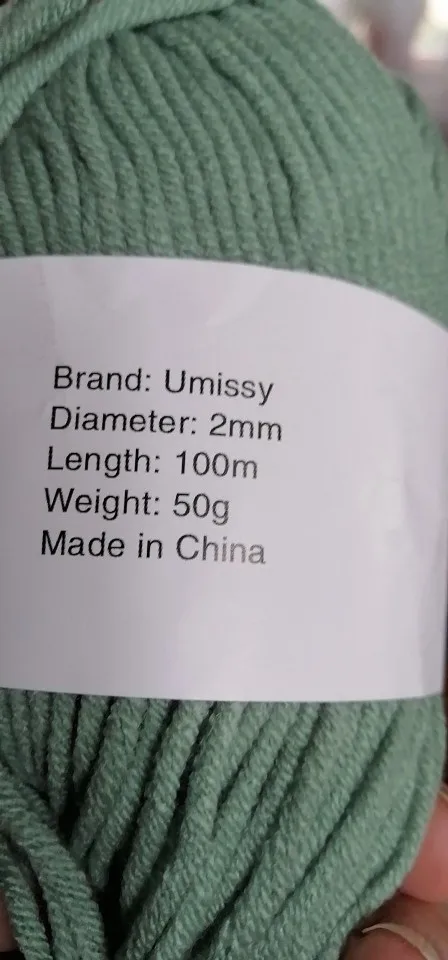 Brand: Umissy
Diameter: 2mm
Length: 100m
Weight: 50g
Made in China